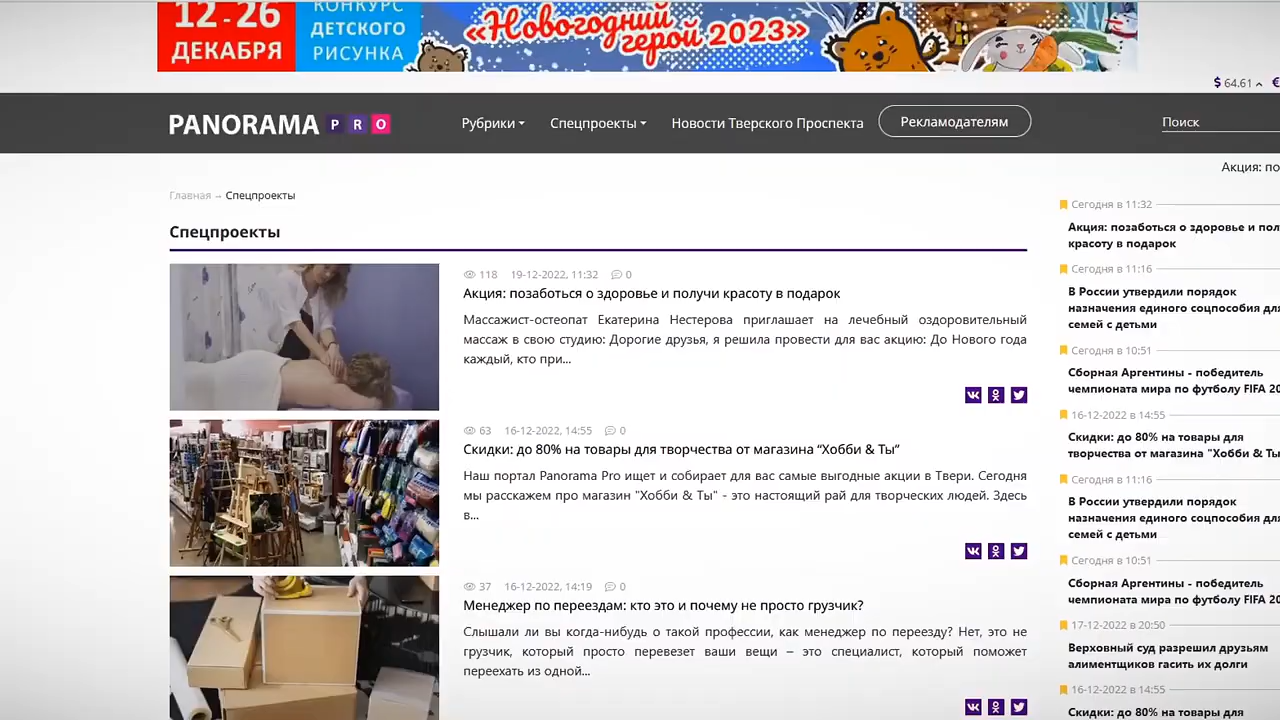 12 - 26
ДЕКАБРЯ
КОНКУРС
ДЕТСКОГО
РИСУНКА
«Новогодний
герой 2023»
$ 64.61
€
PANORAMA PRO
Рубрики
Спецпроекты
Новости Тверского Проспекта
Рекламодателям
Поиск
Акция: по
Главная → Спецпроекты
Спецпроекты
118 19-12-2022, 11:32 0
Акция: позаботься о здоровье и получи красоту в подарок
Массажист-остеопат Екатерина Нестерова приглашает на лечебный оздоровительный
массаж в свою студию: Дорогие друзья, я решила провести для вас акцию: До Нового года
каждый, кто при...
63 16-12-2022, 14:55 0
Скидки: до 80% на товары для творчества от магазина “Хобби & Ты”
Наш портал Panorama Pro ищет и собирает для вас самые выгодные акции в Твери. Сегодня
мы расскажем про магазин "Хобби & Ты" - это настоящий рай для творческих людей. Здесь
в...
37 16-12-2022, 14:19 0
Менеджер по переездам: кто это и почему не просто грузчик?
Слышали ли вы когда-нибудь о такой профессии, как менеджер по переезду? Нет, это не
грузчик, который просто перевезет ваши вещи – это специалист, который поможет
переехать из одной...
Сегодня в 11:32
Акция: позаботься о здоровье и пол
красоту в подарок
Сегодня в 11:16
В России утвердили порядок
назначения единого соцпособия для
семей с детьми
Сегодня в 10:51
Сборная Аргентины - победитель
чемпионата мира по футболу FIFA 20
16-12-2022 в 14:55
Скидки: до 80% на товары для
творчества от магазина "Хобби & Ты
Сегодня в 11:16
В России утвердили порядок
назначения единого соцпособия для
семей с детьми
Сегодня в 10:51
Сборная Аргентины - победитель
чемпионата мира по футболу FIFA 20
17-12-2022 в 20:50
Верховный суд разрешил друзьям
алиментщиков гасить их долги
16-12-2022 в 14:55
Скидки: до 80% на товары для